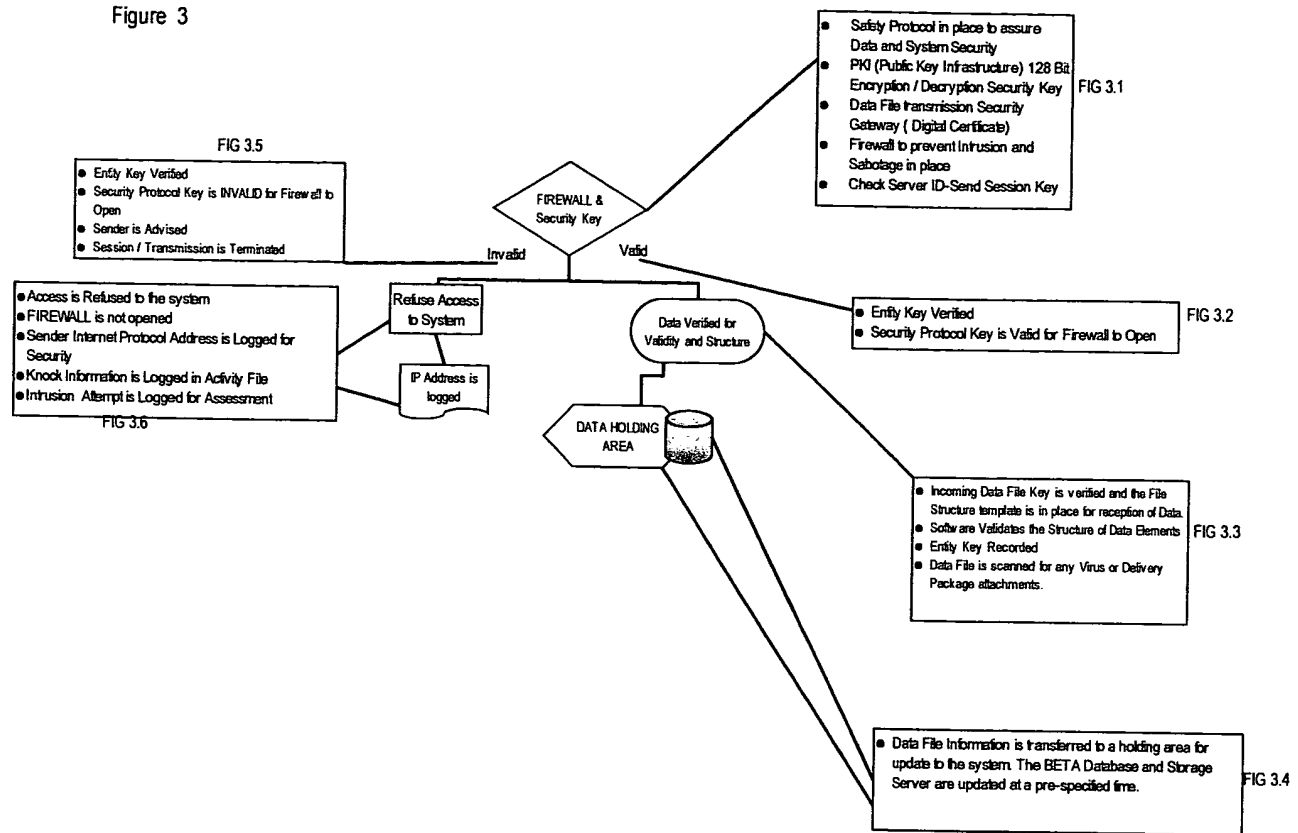 Figure 3
● Safety Protocol in place to assure
Data and System Security
● PKI (Public Key Infrastructure) 128 Bit
Encryption / Decryption Security Key
● Data File transmission Security
Gateway ( Digital Certificate)
● Firewall to prevent Intrusion and
Sabotage in place
● Check Server ID-Send Session Key
FIG 3.1
FIG 3.5
● Entity Key Verified
● Security Protocol Key is INVALID for Firewall to
Open
● Sender is Advised
● Session / Transmission is Terminated
FIREWALL &
Security Key
Invalid
Valid
● Access is Refused to the system
● FIREWALL is not opened
● Sender Internet Protocol Address is Logged for
Security
● Knock Information is Logged in Activity File
● Intrusion Attempt is Logged for Assessment
FIG 3.6
Refuse Access
to System
IP Address is
logged
Data Verified for
Validity and Structure
● Entity Key Verified
● Security Protocol Key is Valid for Firewall to Open
FIG 3.2
DATA HOLDING
AREA
● Incoming Data File Key is verified and the File
Structure template is in place for reception of Data.
● Software Validates the Structure of Data Elements
● Entity Key Recorded
● Data File is scanned for any Virus or Delivery
Package attachments.
FIG 3.3
● Data File Information is transferred to a holding area for
update to the system. The BETA Database and Storage
Server are updated at a pre-specified time.
FIG 3.4